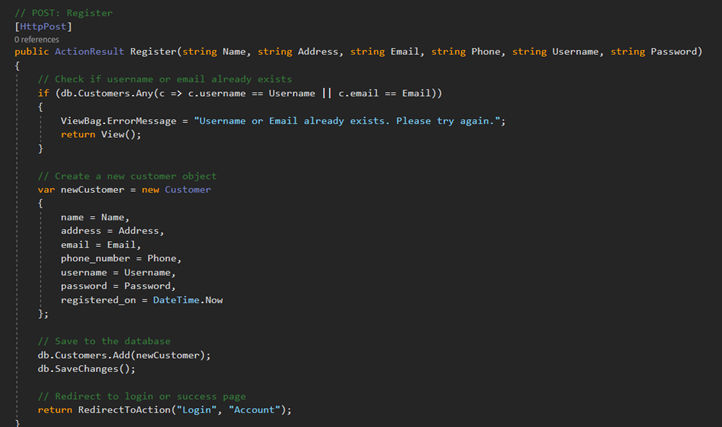 // POST: Register
[HttpPost]
0 references
public ActionResult Register(string Name, string Address, string Email, string Phone, string Username, string Password)
{
// Check if username or email already exists
if (db.Customers.Any(c => c.username == Username || c.email == Email))
{
ViewBag.ErrorMessage = "Username or Email already exists. Please try again.";
return View();
}
// Create a new customer object
var newCustomer = new Customer
{
name = Name,
address = Address,
email = Email,
phone_number = Phone,
username = Username,
password = Password,
registered_on = DateTime.Now
};
// Save to the database
db.Customers.Add(newCustomer);
db.SaveChanges();
// Redirect to login or success page
return RedirectToAction("Login", "Account");
}